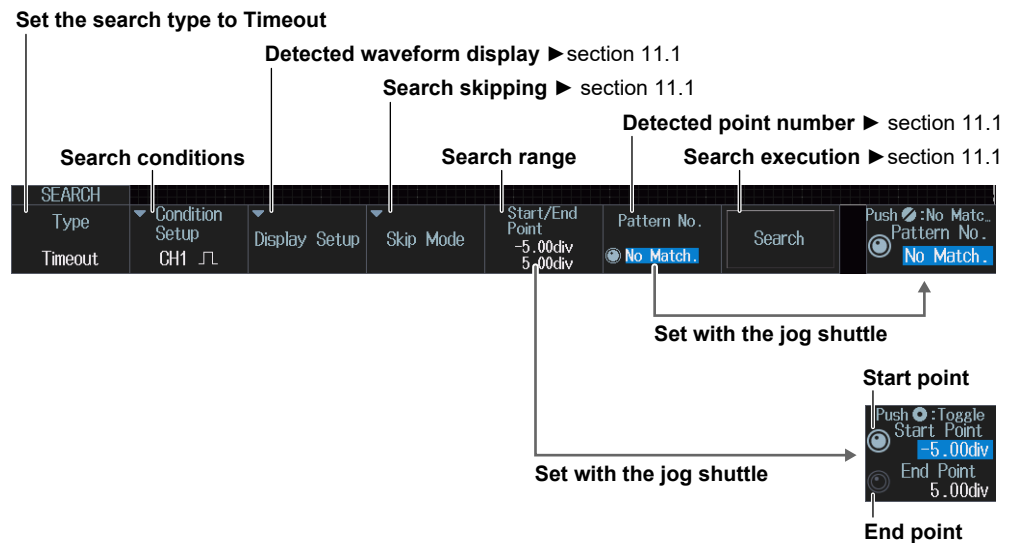 Set the search type to Timeout
Detected waveform display ►section 11.1
Search skipping ► section 11.1
Detected point number ► section 11.1
Search conditions
Search range
Search execution ►section 11.1
SEARCH
Type
Timeout
Condition
Setup
CH1
Display Setup
Skip Mode
Start/End
Point
-5.00div
5.00div
Pattern No.
No Match.
Search
Push :No Matc…
Pattern No.
No Match.
Set with the jog shuttle
Start point
Push :Toggle
Start Point
-5.00div
End Point
5.00div
Set with the jog shuttle
End point